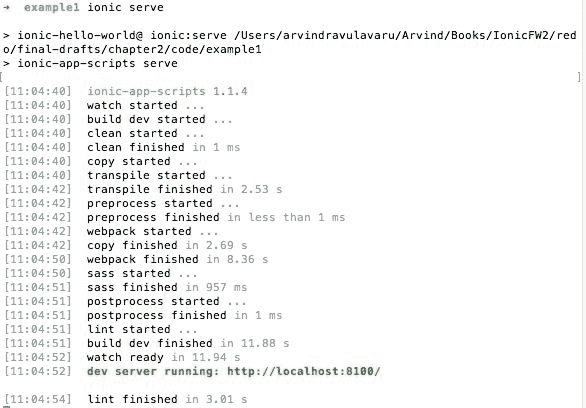 → example1 ionic serve
> ionic-hello-world@ ionic:serve /Users/arvindravulavaru/Arvind/Books/IonicFW2/red
o/final-drafts/chapter2/code/example1
> ionic-app-scripts serve
[ ]
[11:04:40] ionic-app-scripts 1.1.4
[11:04:40] watch started ...
[11:04:40] build dev started ...
[11:04:40] clean started ...
[11:04:40] clean finished in 1 ms
[11:04:40] copy started ...
[11:04:40] transpile started ...
[11:04:42] transpile finished in 2.53 s
[11:04:42] preprocess started ...
[11:04:42] preprocess finished in less than 1 ms
[11:04:42] webpack started ...
[11:04:42] copy finished in 2.69 s
[11:04:50] webpack finished in 8.36 s
[11:04:50] sass started ...
[11:04:51] sass finished in 957 ms
[11:04:51] postprocess started ...
[11:04:51] postprocess finished in 1 ms
[11:04:51] lint started ...
[11:04:51] build dev finished in 11.88 s
[11:04:52] watch ready in 11.94 s
[11:04:52] dev server running: http://localhost:8100/
[11:04:54] lint finished in 3.01 s